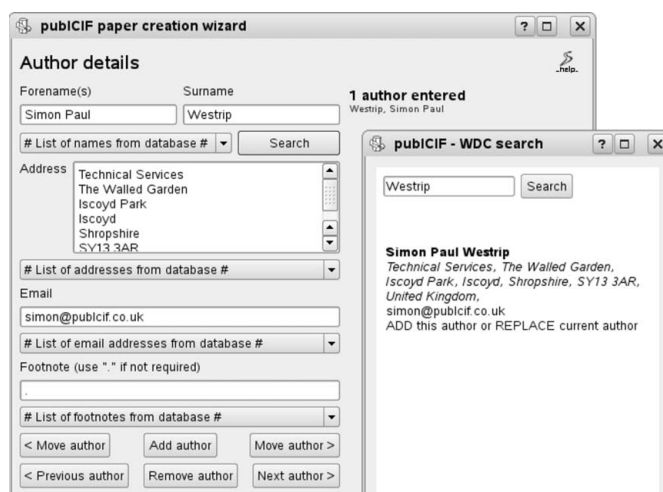 publCIF paper creation wizard
?
Author details
_help_
Forename(s) Surname
Simon Paul Westrip
1 author entered
Westrip, Simon Paul
# List of names from database # Search
Address
Technical Services
The Walled Garden
Iscoyd Park
Iscoyd
Shropshire
SY13 3AR
# List of addresses from database #
Email
simon@publcif.co.uk
# List of email addresses from database #
Footnote (use "." if not required)
.
# List of footnotes from database #
< Move author Add author Move author >
< Previous author Remove author Next author >
publCIF - WDC search
?
Westrip Search
Simon Paul Westrip
Technical Services, The Walled Garden,
Iscoyd Park, Iscoyd, Shropshire, SY13 3AR,
United Kingdom,
simon@publcif.co.uk
ADD this author or REPLACE current author